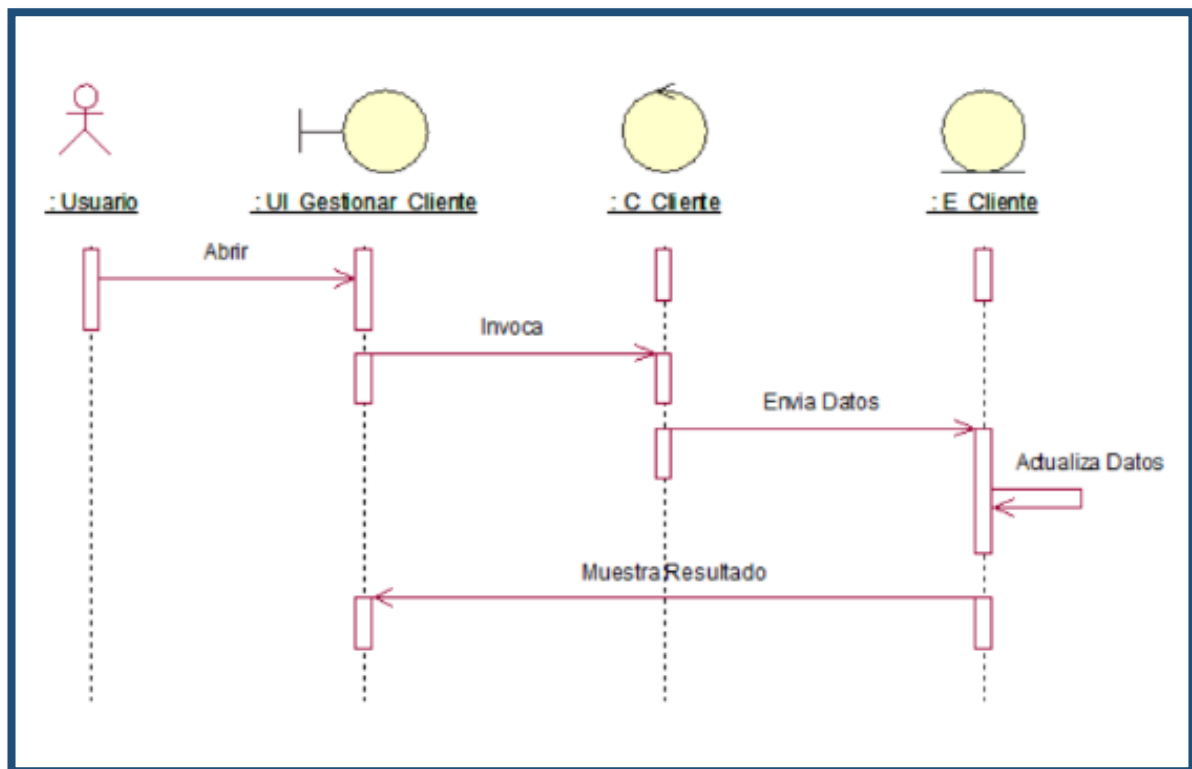 : Usuario
: UI_Gestionar_Cliente
: C_Cliente
: E_Cliente
Abrir
Invoca
Envia Datos
Actualiza Datos
Muestra Resultado